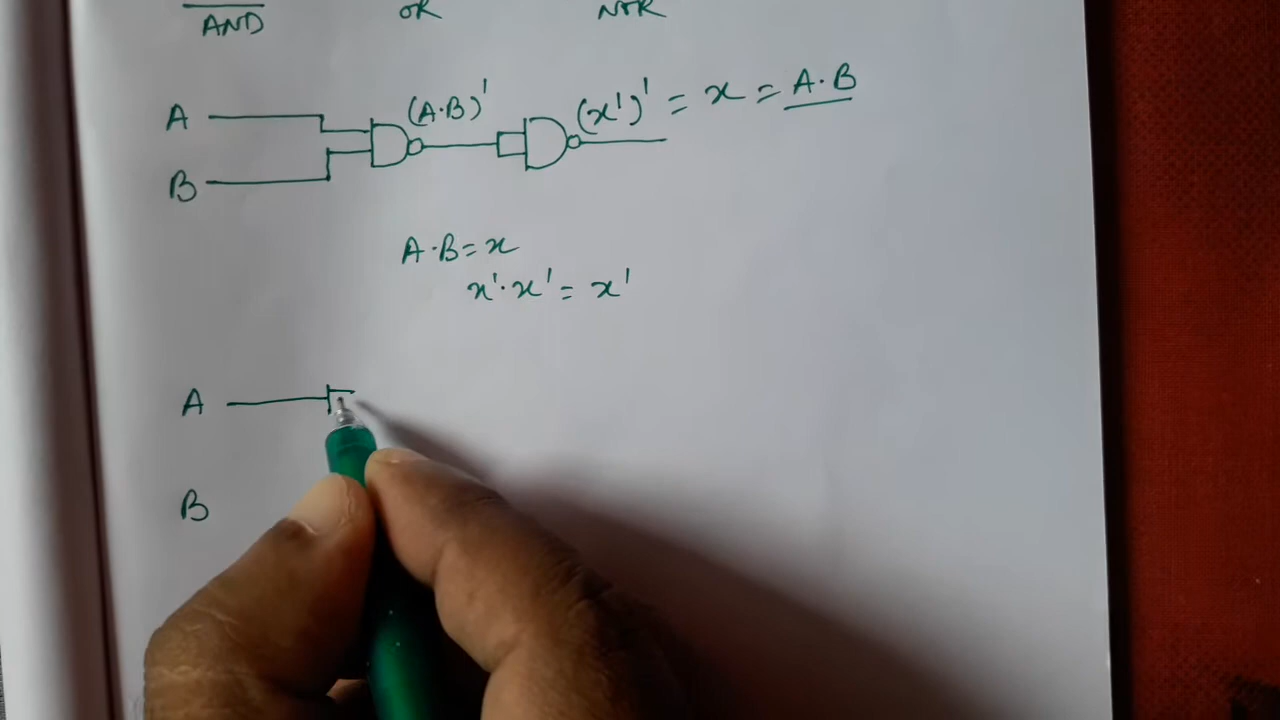 AND OR NOR
A (A·B)' (x')' = x = A·B
B
A·B = x
x'·x' = x'
A
B